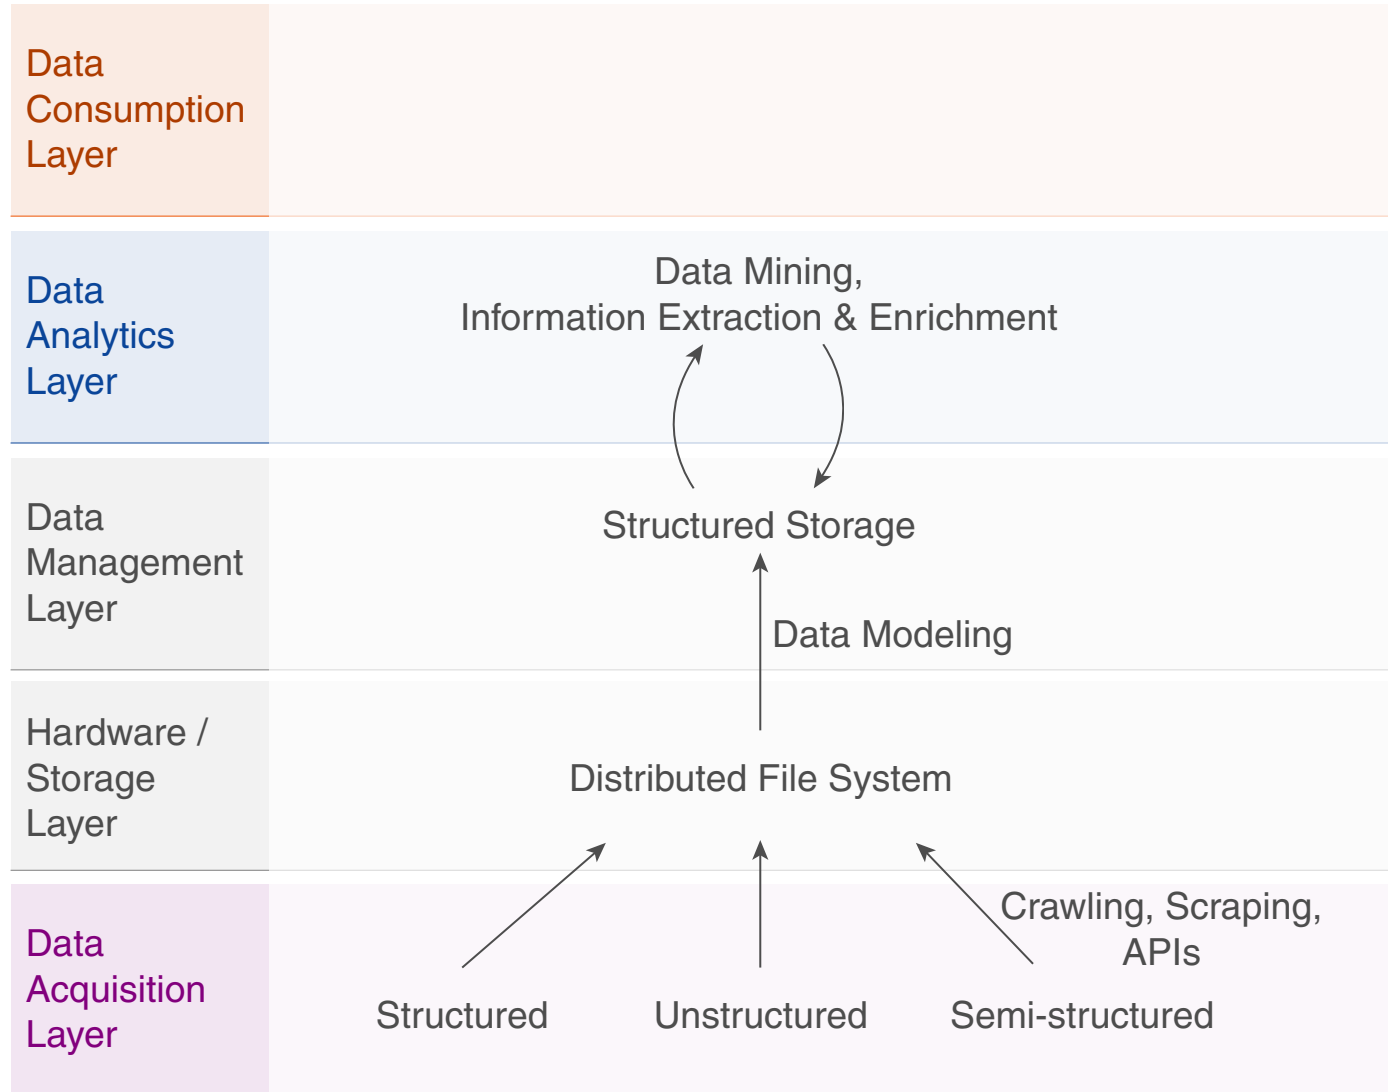 Data
Consumption
Layer
Data
Analytics
Layer
Data Mining,
Information Extraction & Enrichment
Data
Management
Layer
Structured Storage
Data Modeling
Hardware /
Storage
Layer
Distributed File System
Data
Acquisition
Layer
Crawling, Scraping,
APIs
Structured
Unstructured
Semi-structured